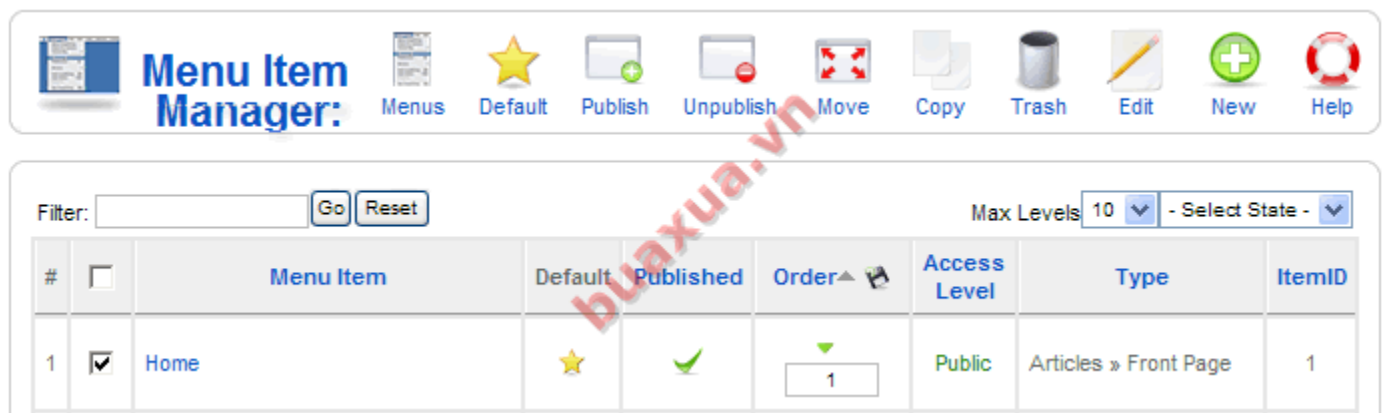 Menu Item
Manager:
Menus Default Publish Unpublish Move Copy Trash Edit New Help
Filter: Go Reset Max Levels 10 - Select State -
# Menu Item Default Published Order Access Level Type ItemID
1 Home 1 Public Articles » Front Page 1
buaxua.vn